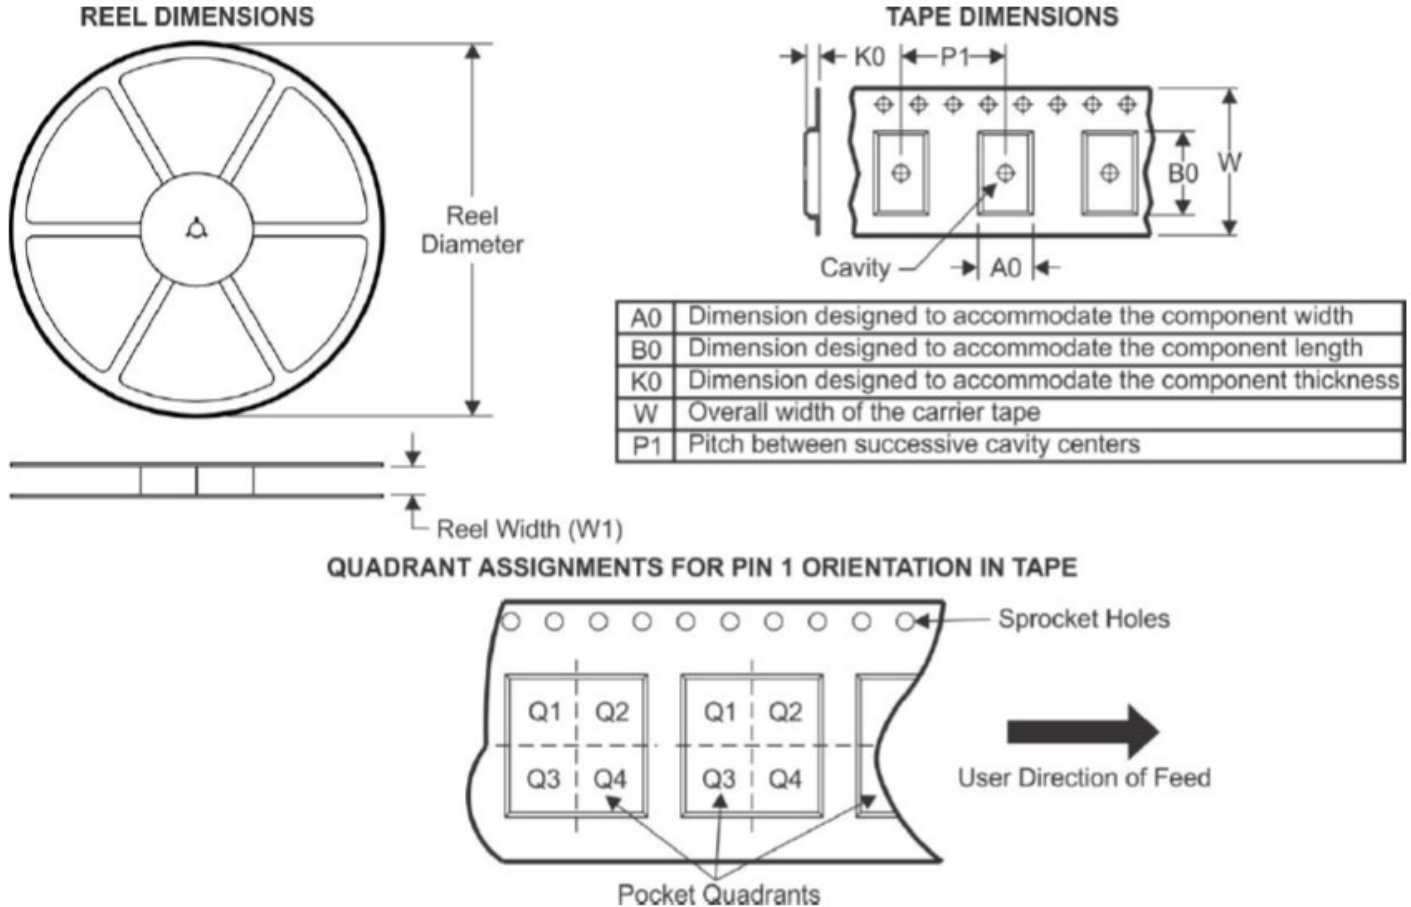 REEL DIMENSIONS
TAPE DIMENSIONS
K0
P1
Reel
Diameter
B0
W
Cavity
A0
A0 Dimension designed to accommodate the component width
B0 Dimension designed to accommodate the component length
K0 Dimension designed to accommodate the component thickness
W Overall width of the carrier tape
P1 Pitch between successive cavity centers
Reel Width (W1)
QUADRANT ASSIGNMENTS FOR PIN 1 ORIENTATION IN TAPE
Sprocket Holes
Q1 Q2 Q1 Q2
Q3 Q4 Q3 Q4
User Direction of Feed
Pocket Quadrants